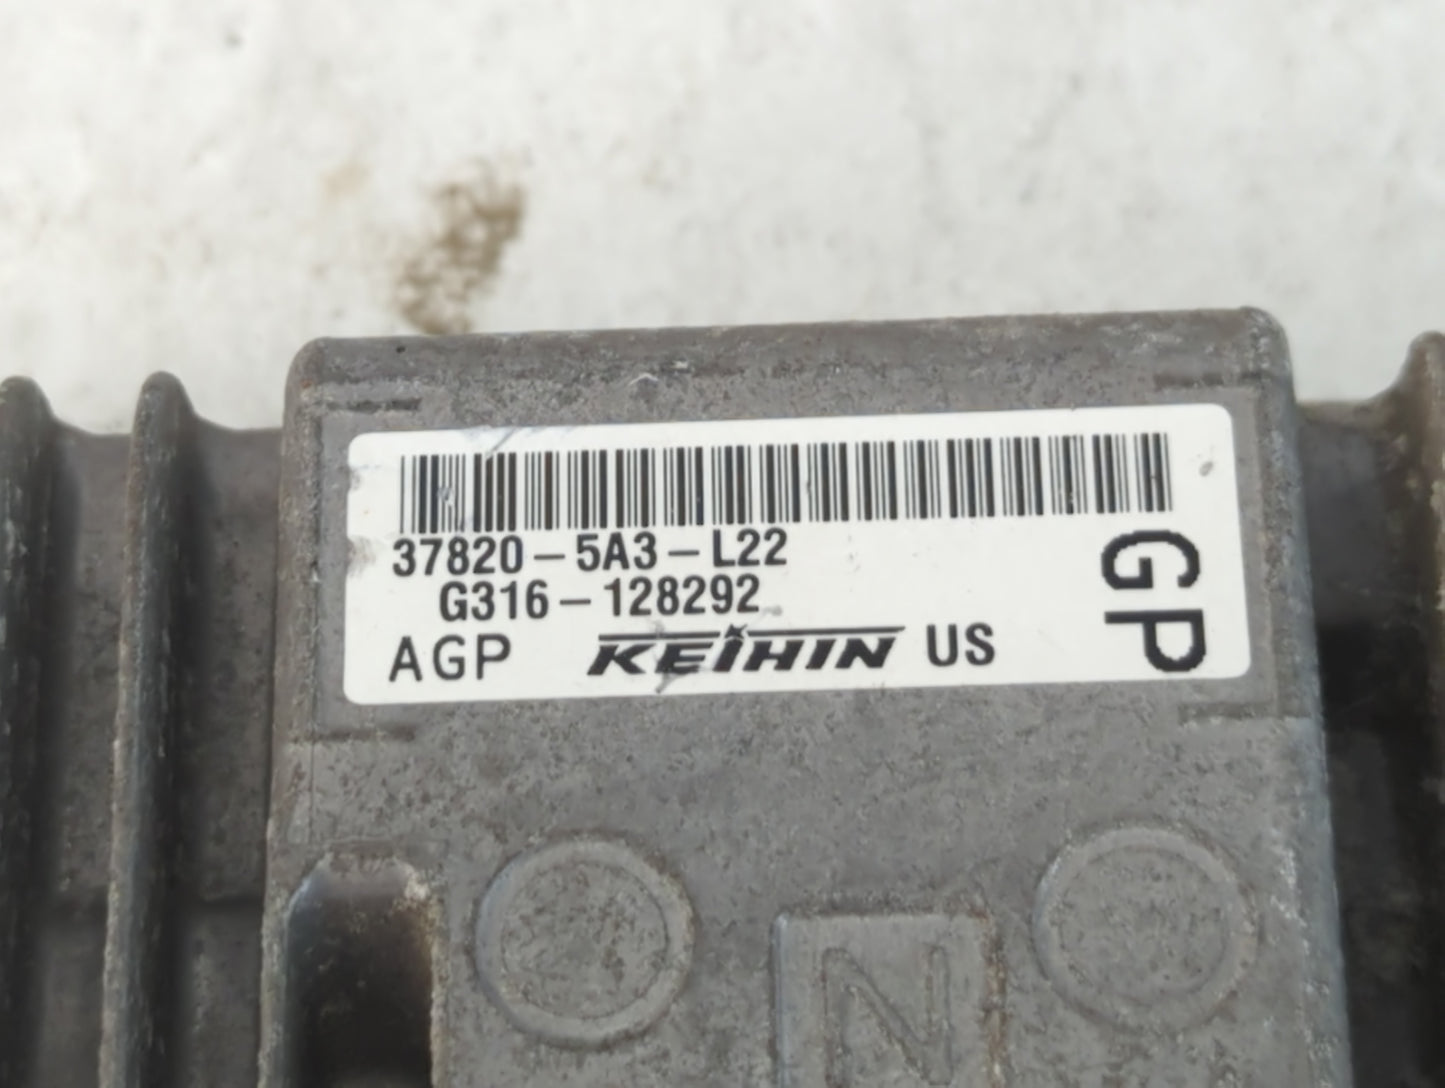 37820-5A3-L22
G316-128292
AGP KEIHIN US
GP
N